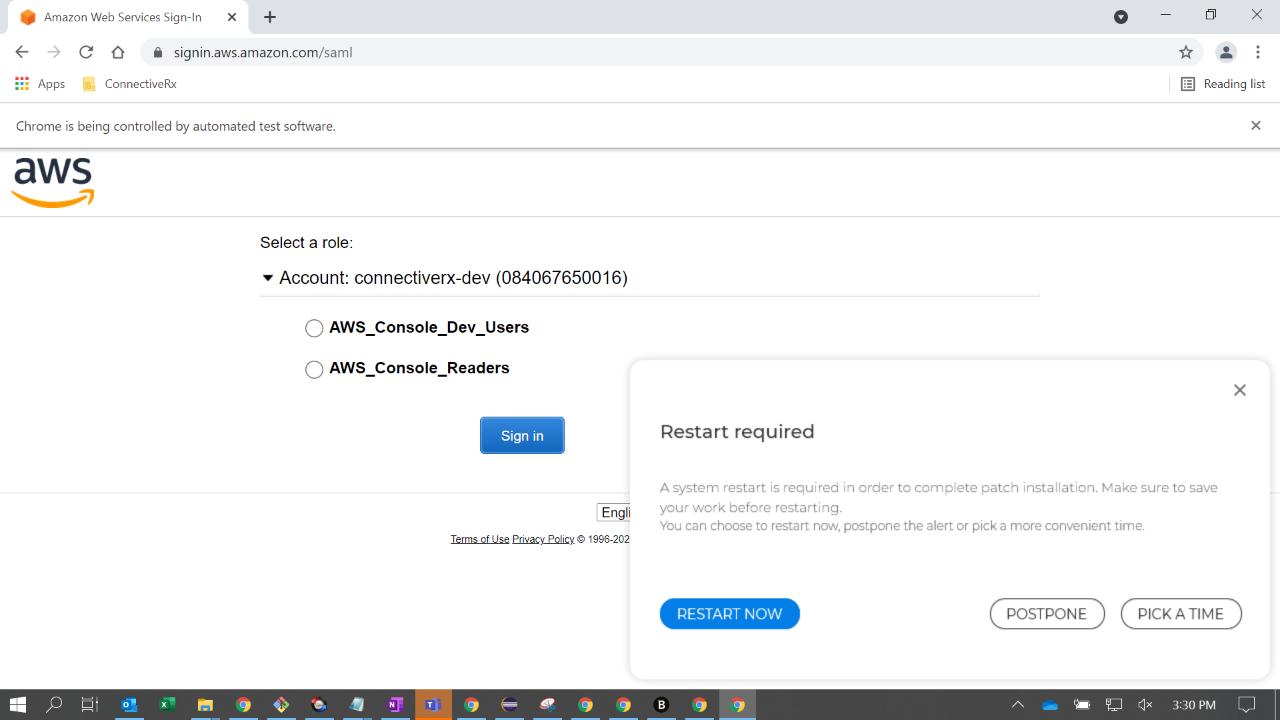 Amazon Web Services Sign-In
signin.aws.amazon.com/saml
Apps
ConnectiveRx
Reading list
Chrome is being controlled by automated test software.
aws
Select a role:
Account: connectiverx-dev (084067650016)
AWS_Console_Dev_Users
AWS_Console_Readers
Sign in
Engli
Terms of Use Privacy Policy © 1996-202
Restart required
A system restart is required in order to complete patch installation. Make sure to save
your work before restarting.
You can choose to restart now, postpone the alert or pick a more convenient time.
RESTART NOW
POSTPONE
PICK A TIME
3:30 PM